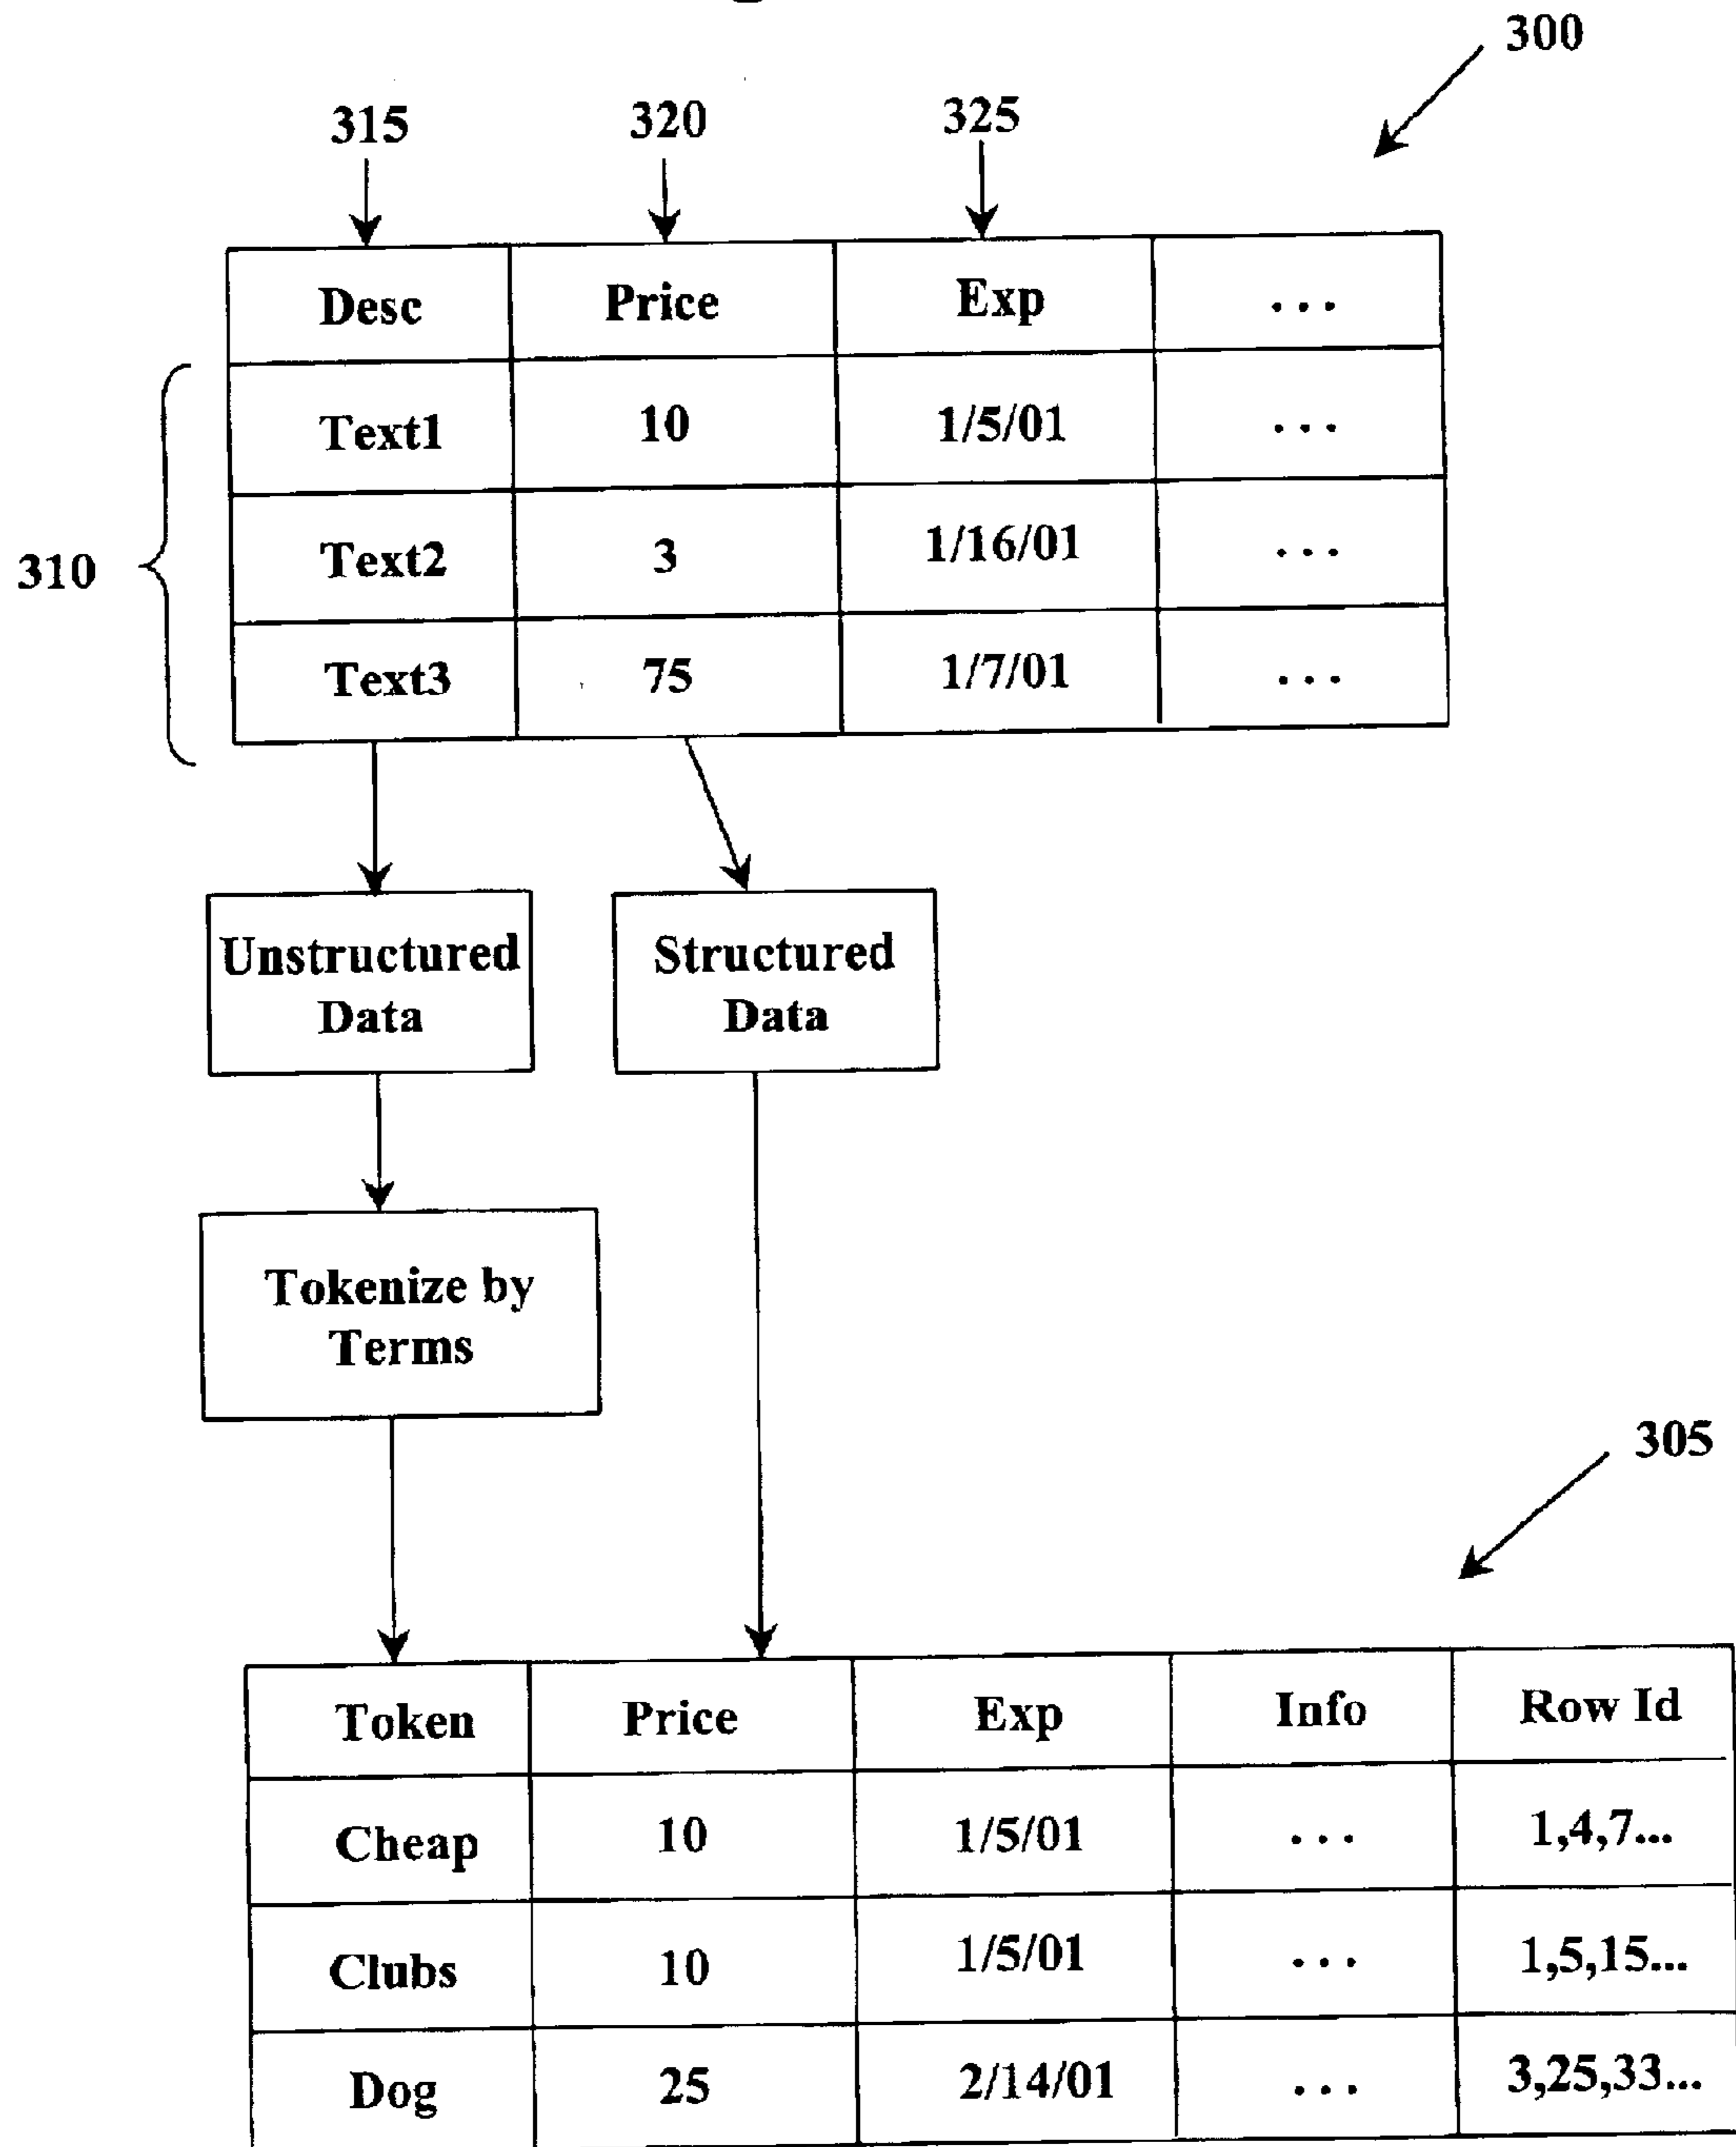 300
315 320 325
Desc Price Exp ...
Text1 10 1/5/01 ...
310
Text2 3 1/16/01 ...
Text3 75 1/7/01 ...
Unstructured
Data
Structured
Data
Tokenize by
Terms
305
Token Price Exp Info Row Id
Cheap 10 1/5/01 ... 1,4,7...
Clubs 10 1/5/01 ... 1,5,15...
Dog 25 2/14/01 ... 3,25,33...